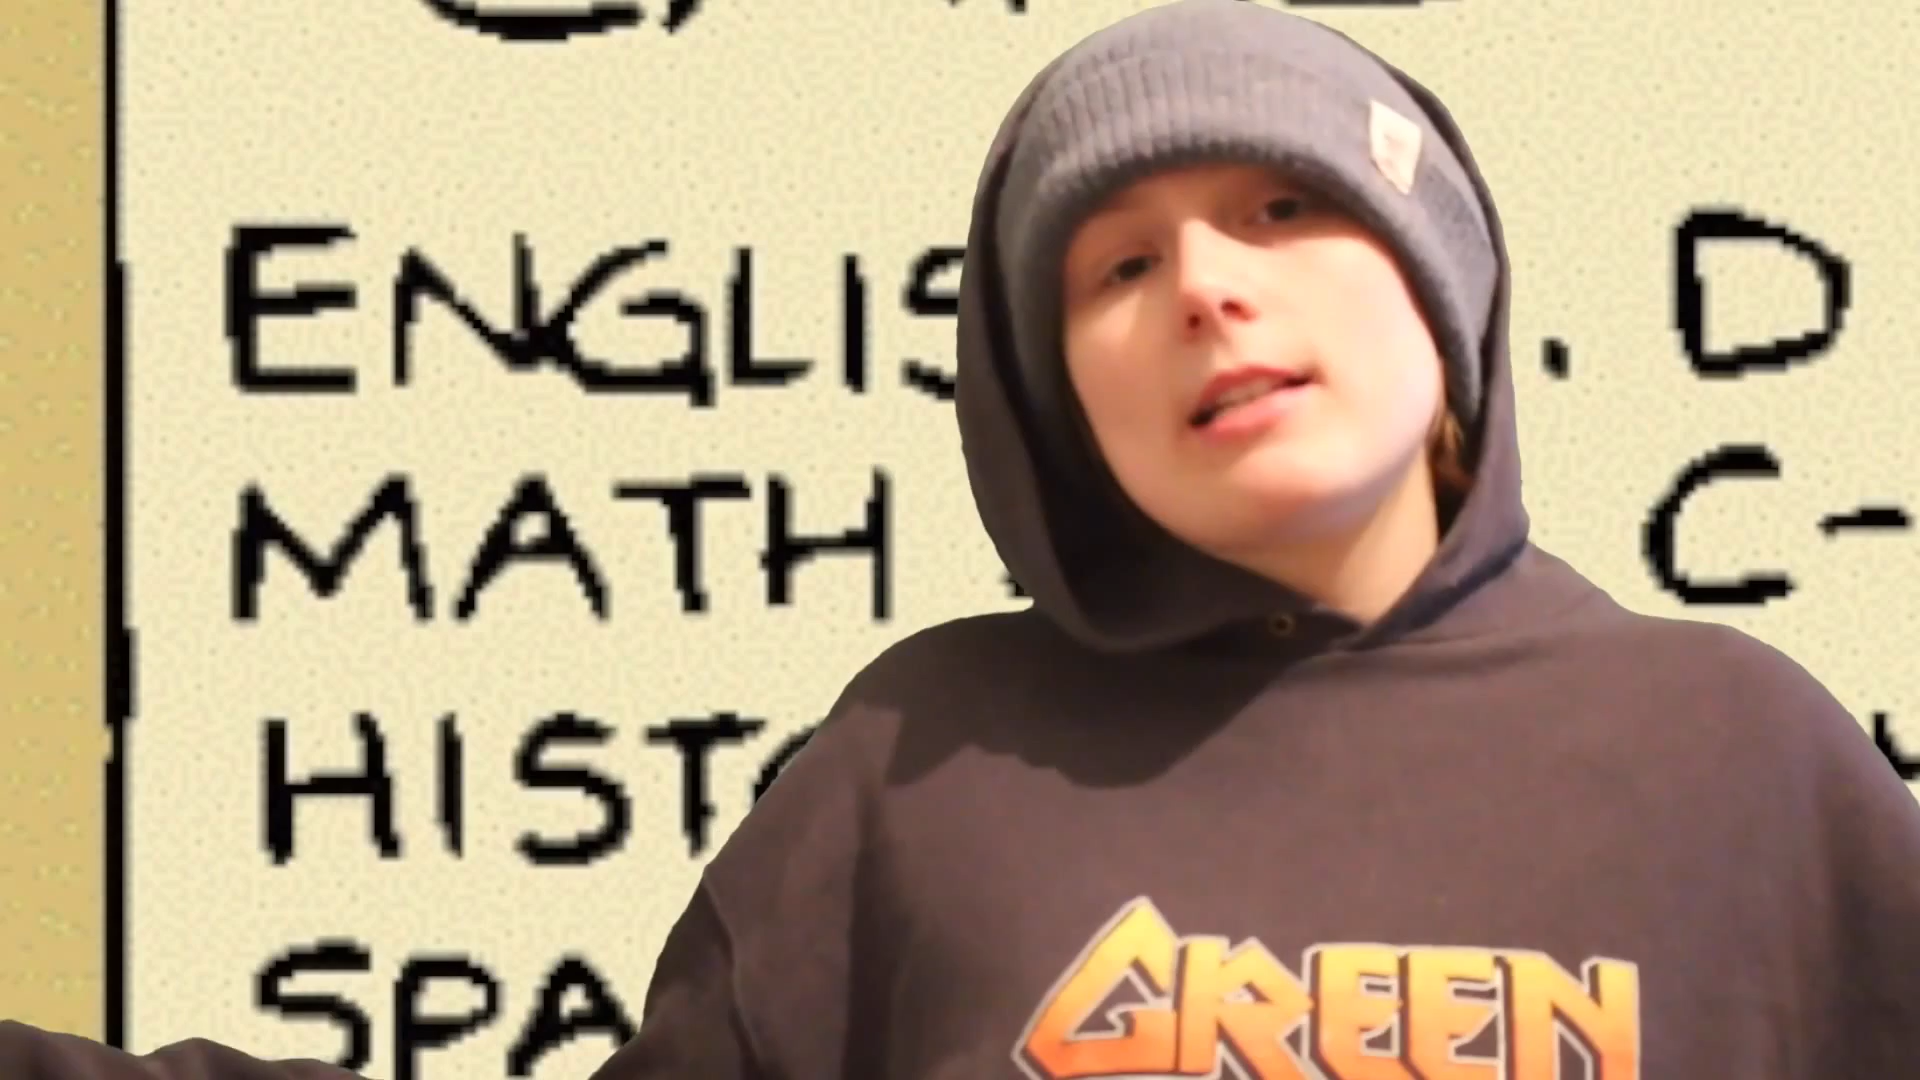 ENGLIS . D
MATH C-
HIST
SPA
GREEN